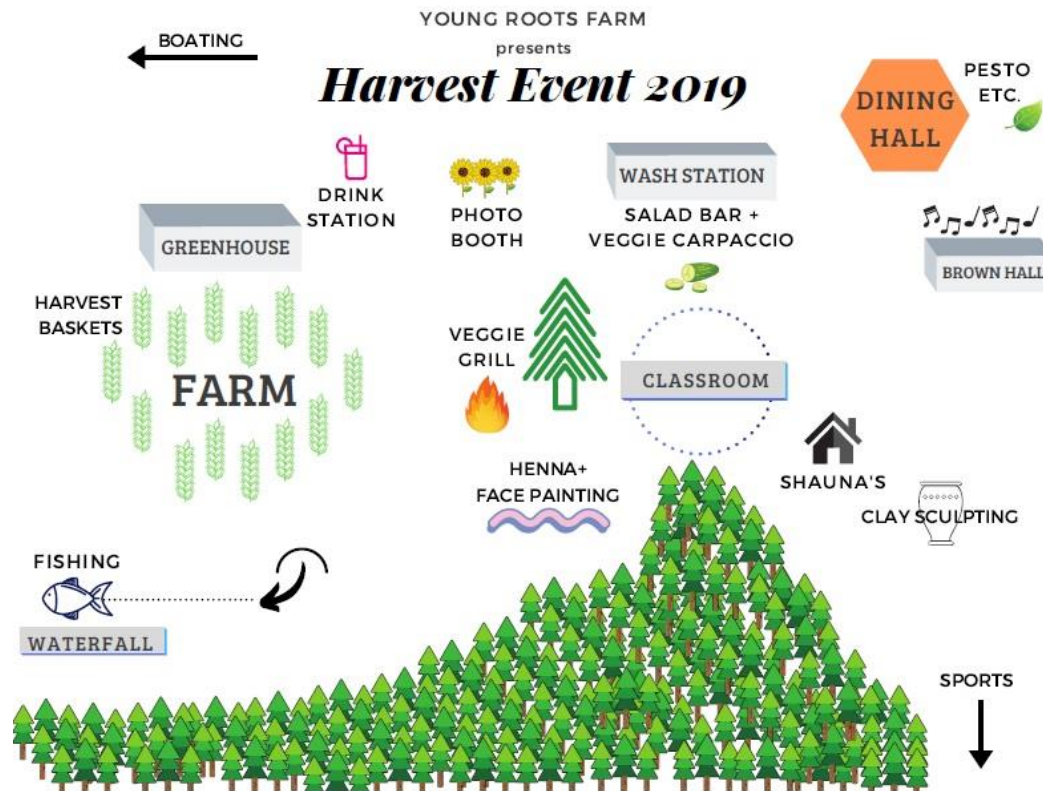 YOUNG ROOTS FARM
presents
Harvest Event 2019
BOATING
PESTO
ETC.
DINING
HALL
DRINK
STATION
PHOTO
BOOTH
WASH STATION
SALAD BAR +
VEGGIE CARPACCIO
GREENHOUSE
BROWN HALL
HARVEST
BASKETS
VEGGIE
GRILL
FARM
CLASSROOM
HENNA+
FACE PAINTING
SHAUNA'S
CLAY SCULPTING
FISHING
WATERFALL
SPORTS